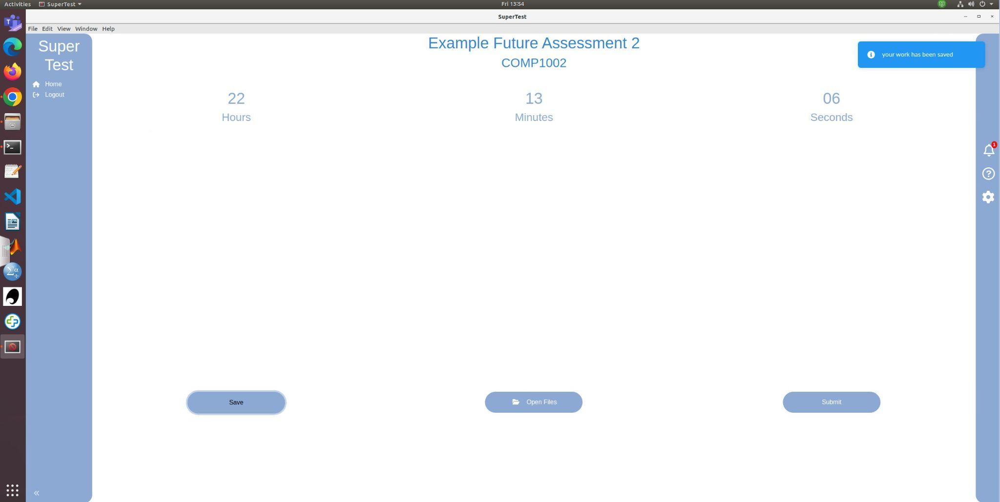 Activities SuperTest Fri 13:54
SuperTest
File Edit View Window Help
Super
Test
Home
Logout
Example Future Assessment 2
COMP1002
your work has been saved
22 13 06
Hours Minutes Seconds
1
Save Open Files Submit